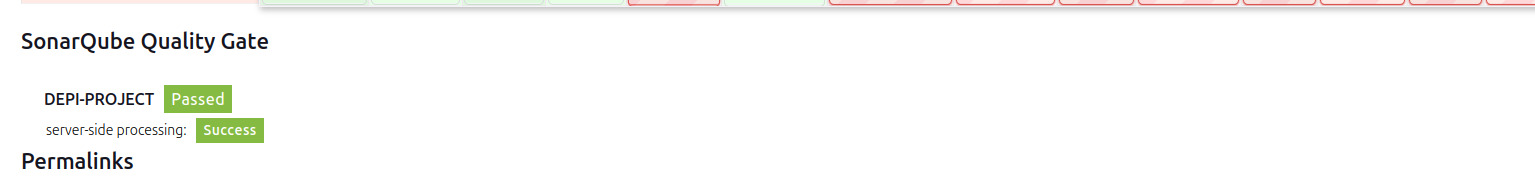 SonarQube Quality Gate
DEPI-PROJECT Passed
server-side processing: Success
Permalinks